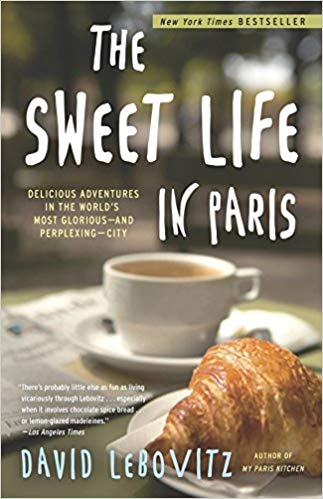 New York Times BESTSELLER
THE
SWEET LIFE
IN PARIS
DELICIOUS ADVENTURES
IN THE WORLD'S
MOST GLORIOUS—AND
PERPLEXING—CITY
"There's probably little else as fun as living
vicariously through Lebovitz . . . especially
when it involves chocolate spice bread . . .
or lemon-glazed madeleines."
—Los Angeles Times
AUTHOR OF
MY PARIS KITCHEN
DAVID LEBOVITZ